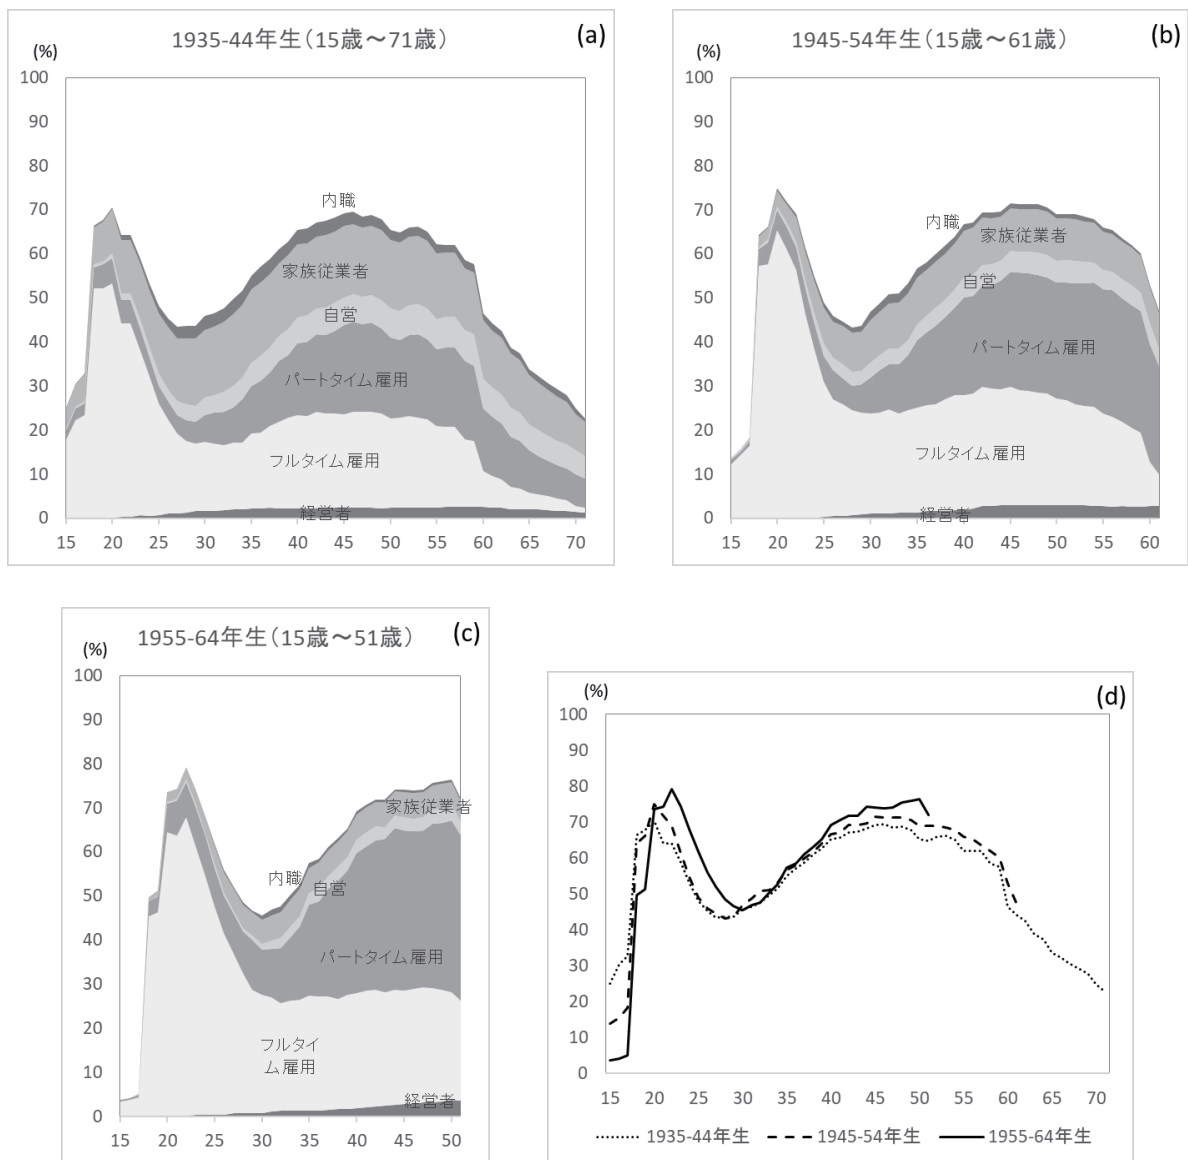 1935-44年生(15歳～71歳)
(a)
(%)
100
90
80
70
60
50
40
30
20
10
0
内職
家族従業者
自営
パートタイム雇用
フルタイム雇用
経営者
15 20 25 30 35 40 45 50 55 60 65 70
1945-54年生(15歳～61歳)
(b)
(%)
100
90
80
70
60
50
40
30
20
10
0
内職
家族従業者
自営
パートタイム雇用
フルタイム雇用
経営者
15 20 25 30 35 40 45 50 55 60
1955-64年生(15歳～51歳)
(c)
(%)
100
90
80
70
60
50
40
30
20
10
0
家族従業者
内職
自営
パートタイム雇用
フルタイ
ム雇用
経営者
15 20 25 30 35 40 45 50
(d)
(%)
100
90
80
70
60
50
40
30
20
10
0
15 20 25 30 35 40 45 50 55 60 65 70
1935-44年生 1945-54年生 1955-64年生